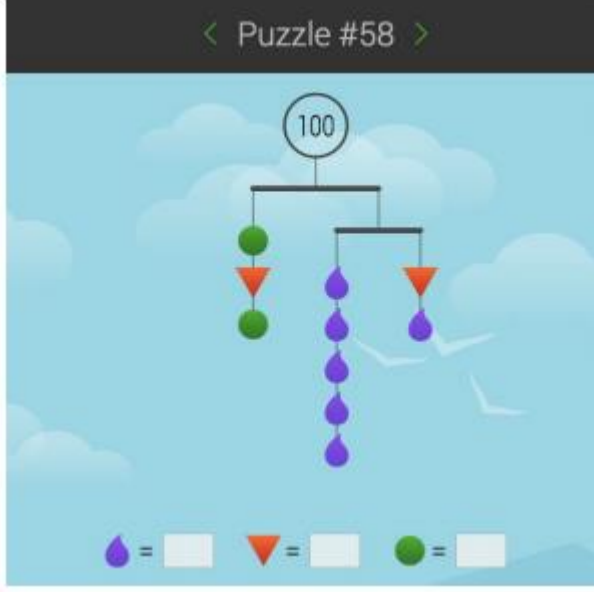 < Puzzle #58 >
100
= = =